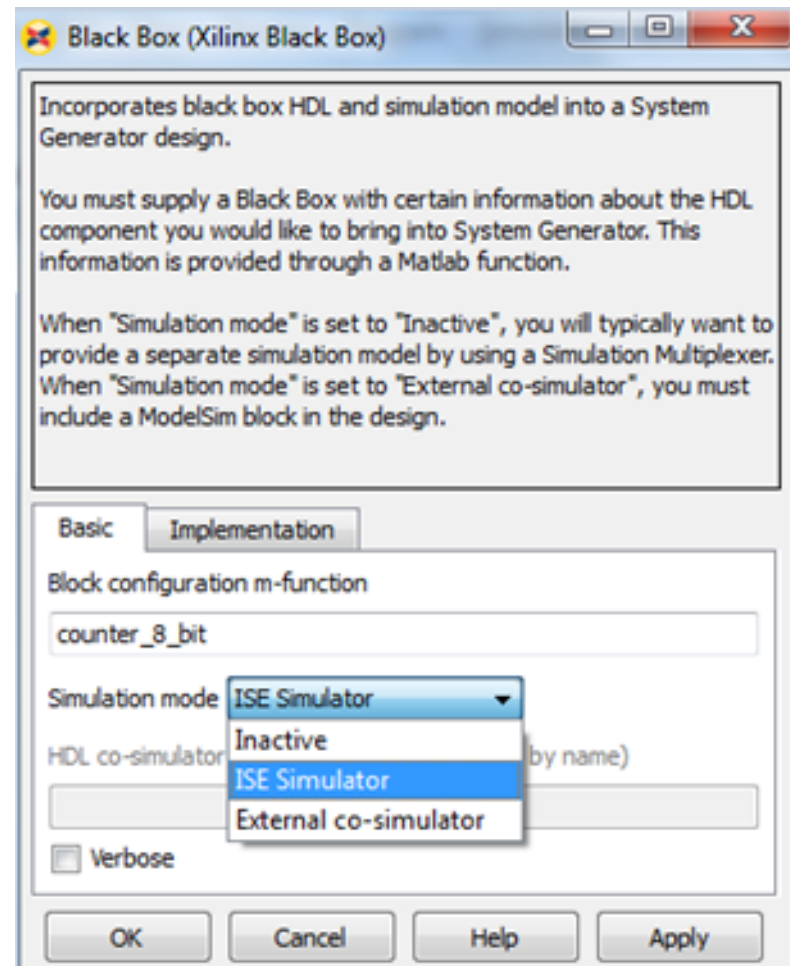 Black Box (Xilinx Black Box)
Incorporates black box HDL and simulation model into a System
Generator design.
You must supply a Black Box with certain information about the HDL
component you would like to bring into System Generator. This
information is provided through a Matlab function.
When "Simulation mode" is set to "Inactive", you will typically want to
provide a separate simulation model by using a Simulation Multiplexer.
When "Simulation mode" is set to "External co-simulator", you must
include a ModelSim block in the design.
Basic Implementation
Block configuration m-function
counter_8_bit
Simulation mode ISE Simulator
Inactive
HDL co-simulator by name)
ISE Simulator
External co-simulator
Verbose
OK Cancel Help Apply